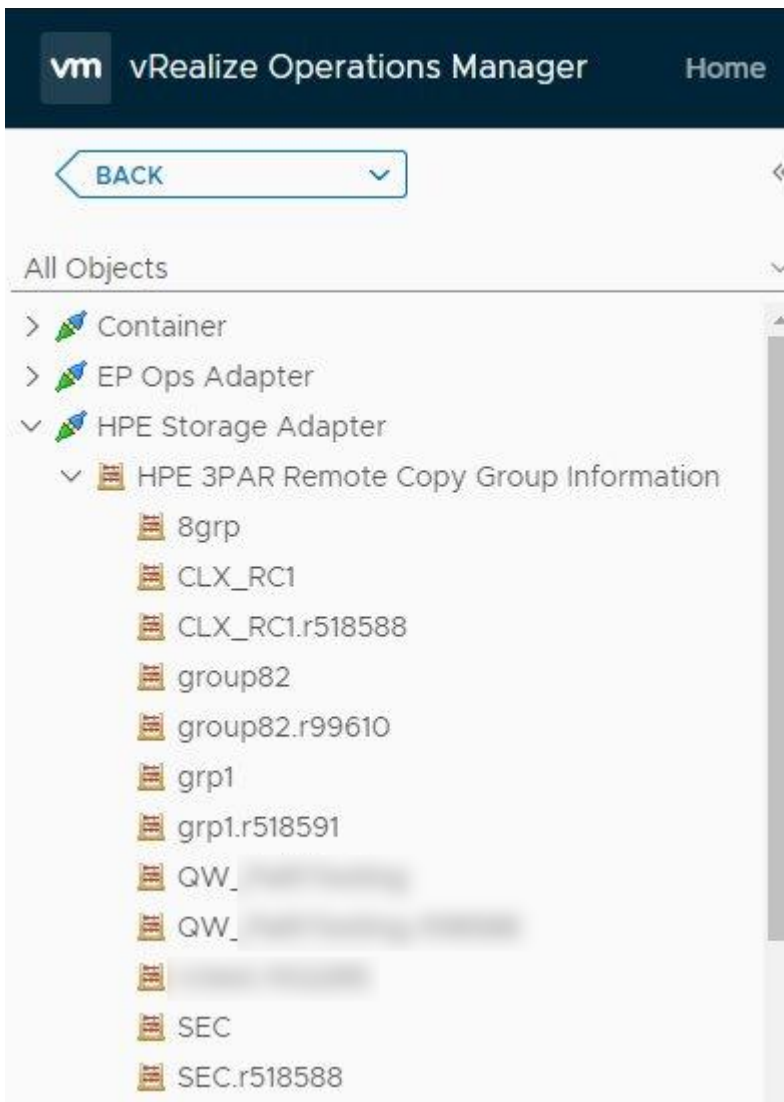 vm vRealize Operations Manager Home
BACK
All Objects
Container
EP Ops Adapter
HPE Storage Adapter
HPE 3PAR Remote Copy Group Information
8grp
CLX_RC1
CLX_RC1.r518588
group82
group82.r99610
grp1
grp1.r518591
QW_
QW_
SEC
SEC.r518588